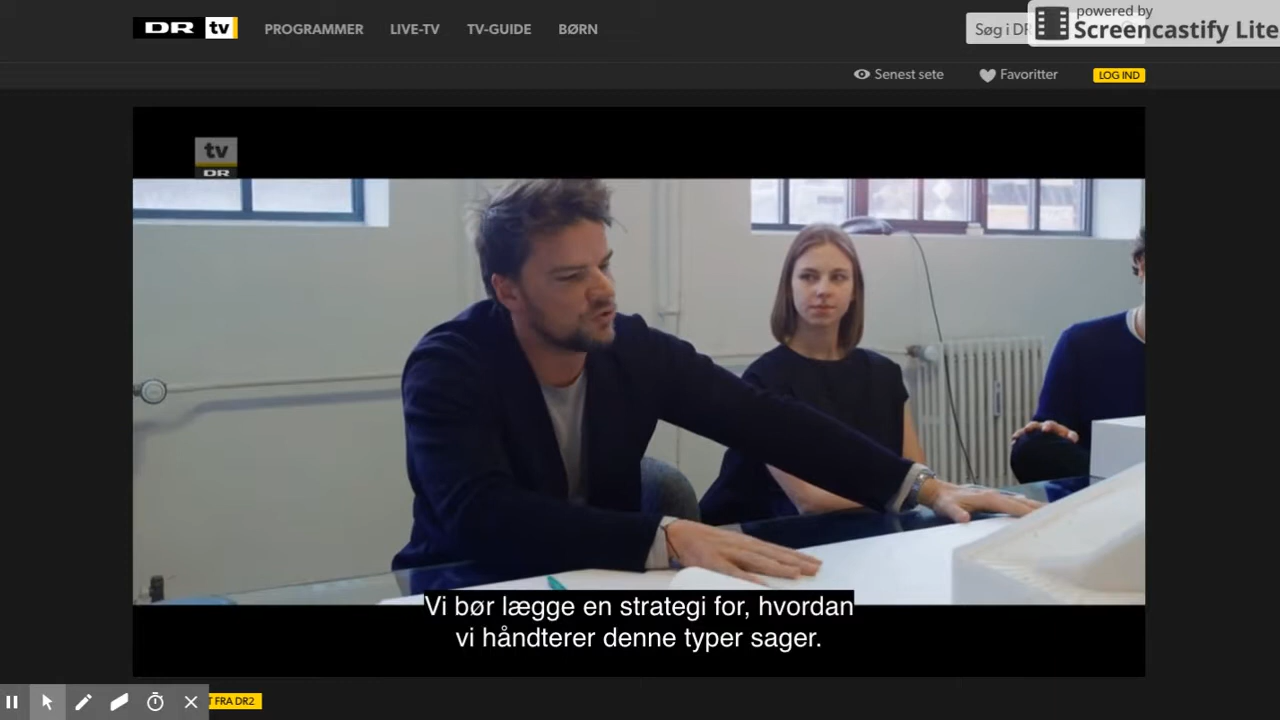 DR tv
PROGRAMMER
LIVE-TV
TV-GUIDE
BØRN
Søg i DR
powered by
Screencastify Lite
Senest sete
Favoritter
LOG IND
tv
DR
Vi bør lægge en strategi for, hvordan
vi håndterer denne typer sager.
T FRA DR2